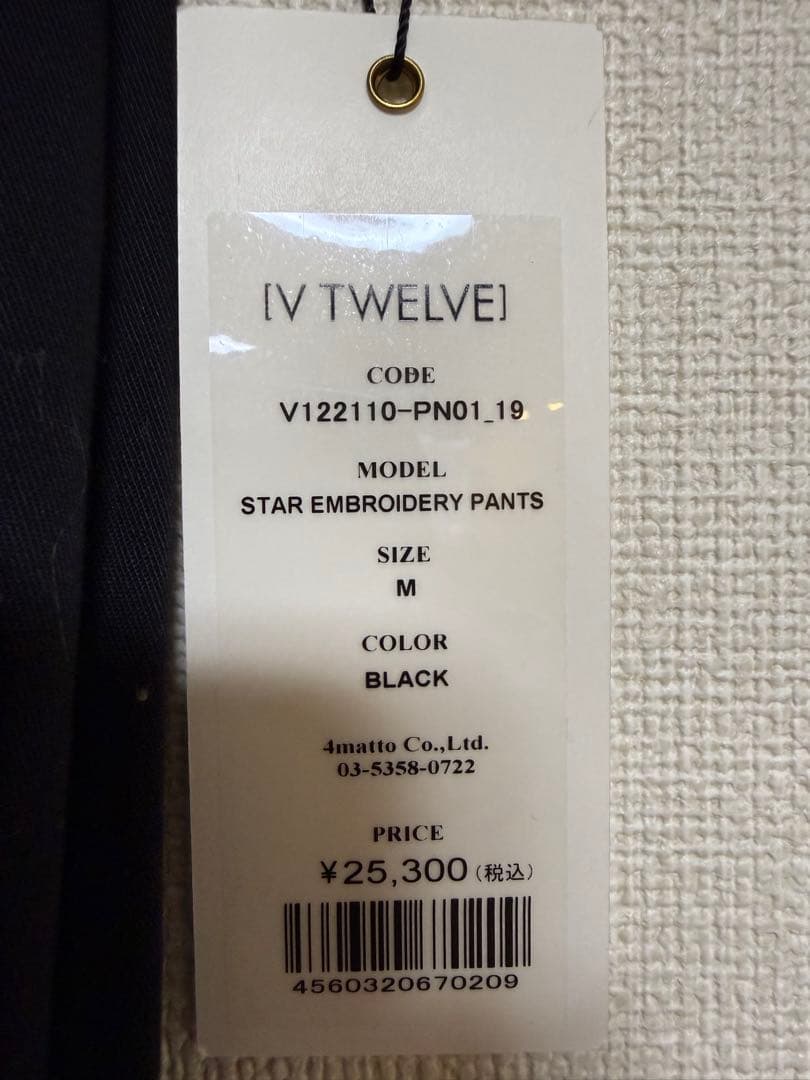 [V TWELVE]
CODE
V122110-PN01_19
MODEL
STAR EMBROIDERY PANTS
SIZE
M
COLOR
BLACK
4matto Co.,Ltd.
03-5358-0722
PRICE
¥25,300(税込)
4560320670209